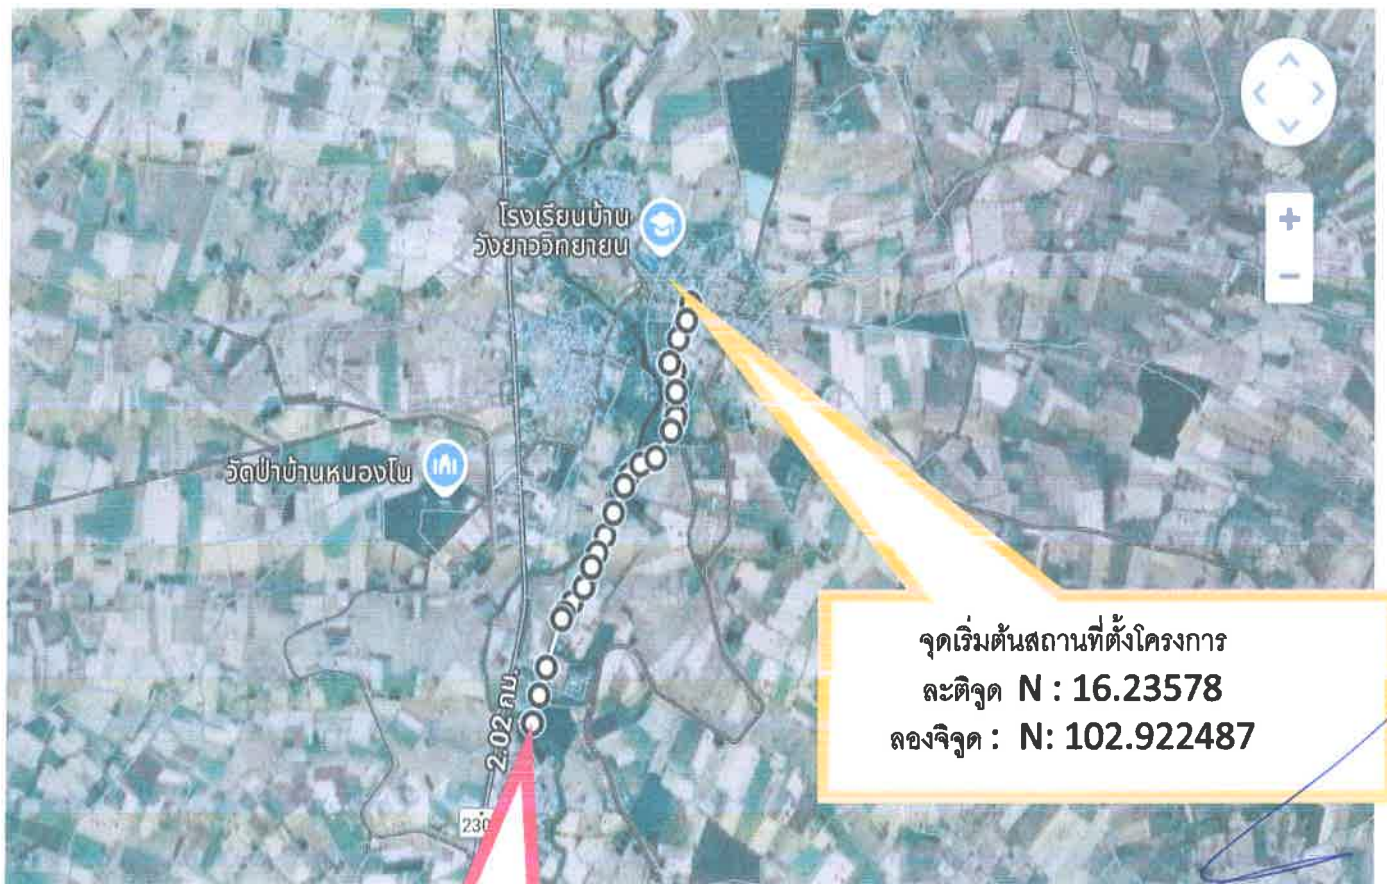 โรงเรียนบ้าน
วังยาววิทยายน
วัดป่าบ้านหนองโน
2.02 กม.
230
จุดเริ่มต้นสถานที่ตั้งโครงการ
ละติจูด N : 16.23578
ลองจิจูด : N: 102.922487